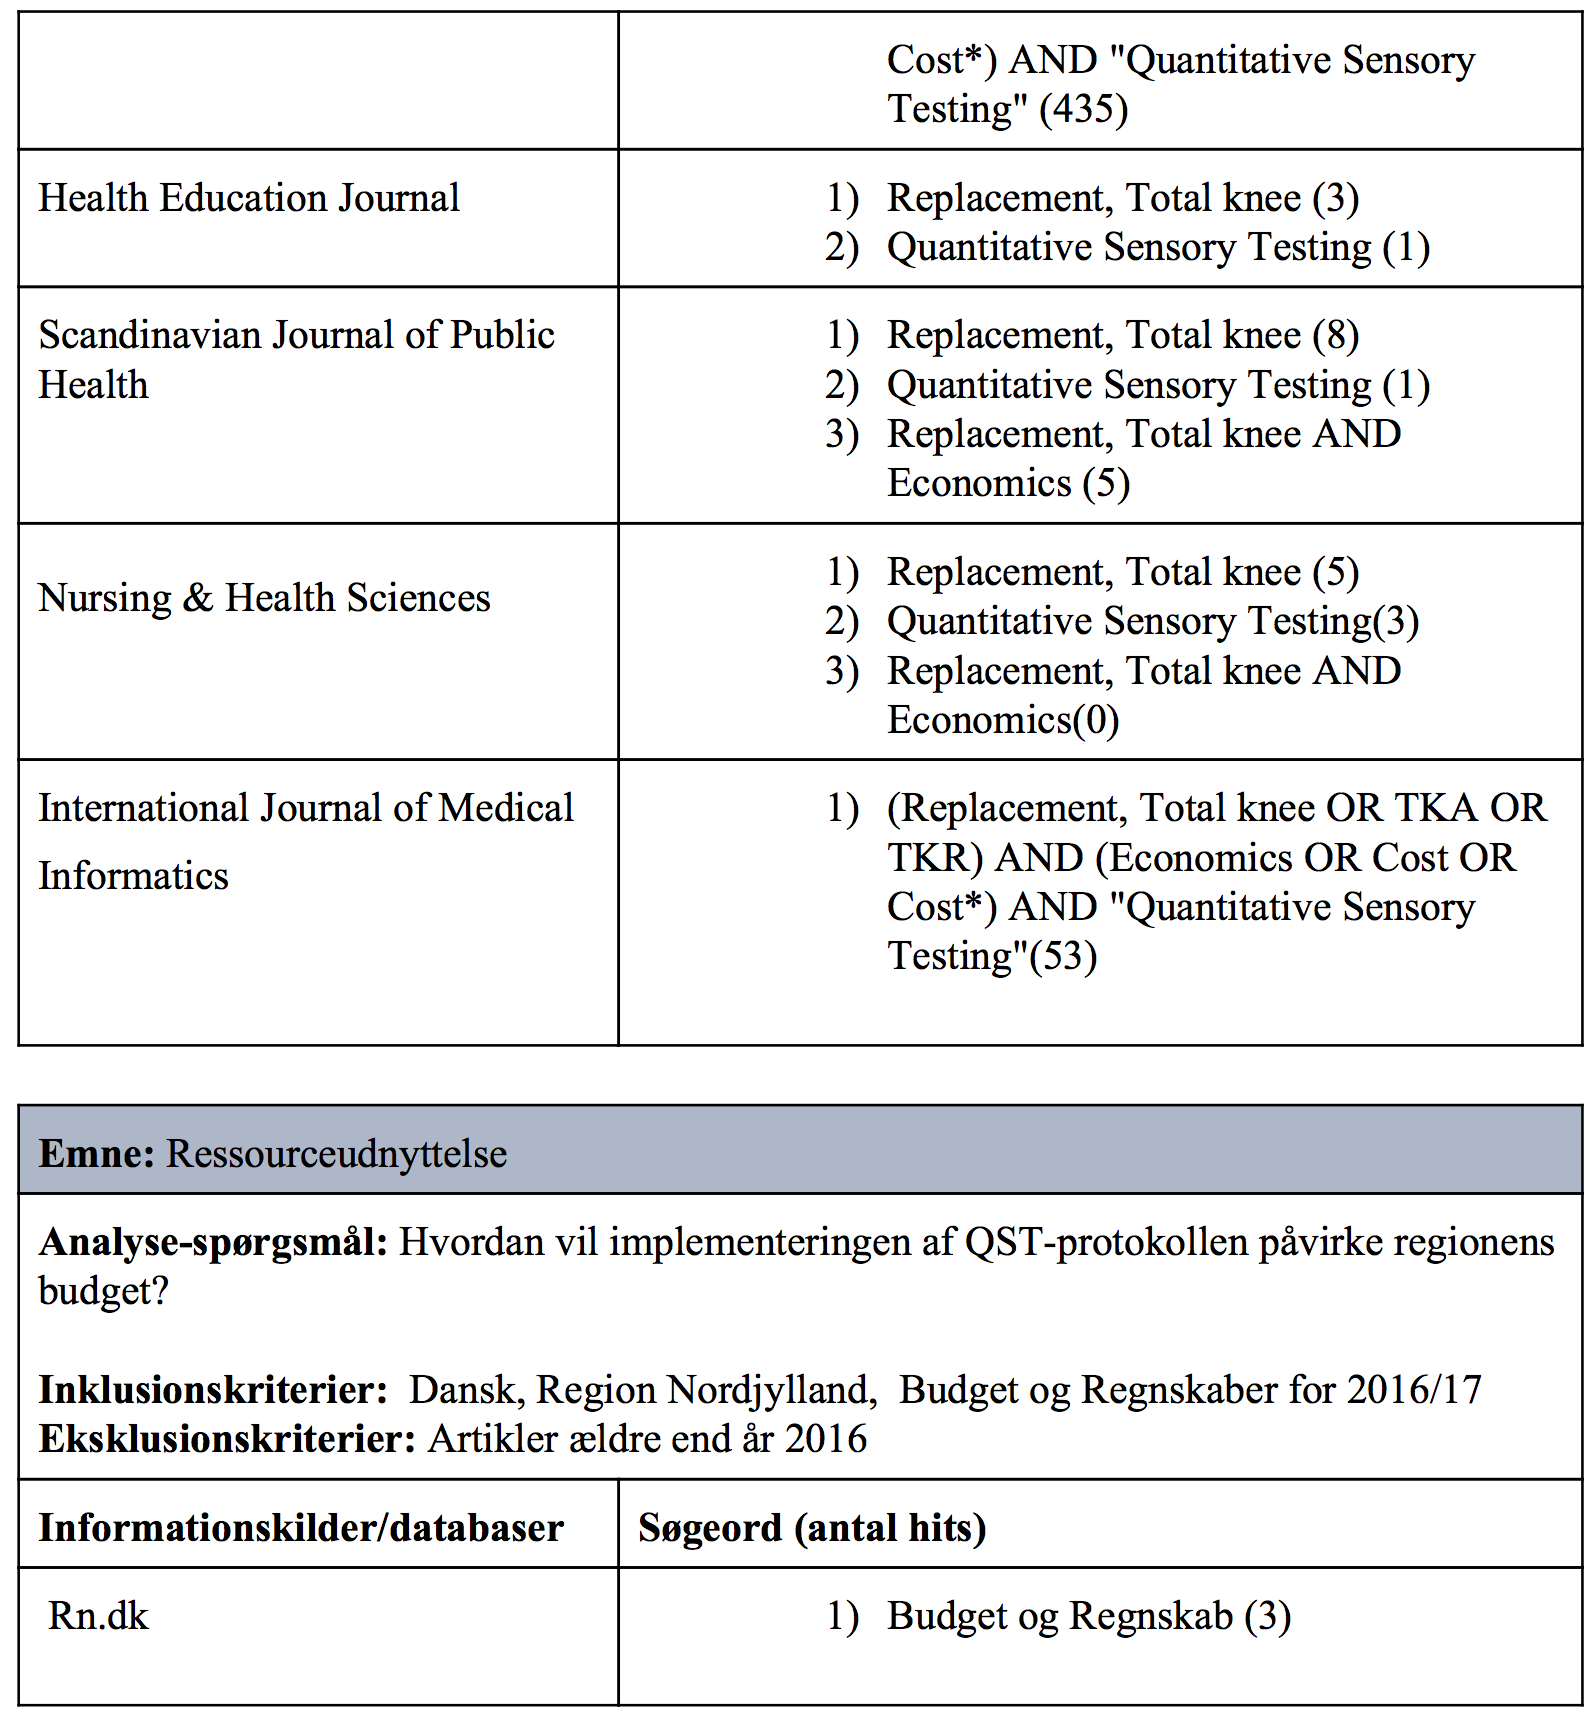 Cost*) AND "Quantitative Sensory
Testing" (435)
Health Education Journal
1) Replacement, Total knee (3)
2) Quantitative Sensory Testing (1)
Scandinavian Journal of Public
Health
1) Replacement, Total knee (8)
2) Quantitative Sensory Testing (1)
3) Replacement, Total knee AND
Economics (5)
Nursing & Health Sciences
1) Replacement, Total knee (5)
2) Quantitative Sensory Testing(3)
3) Replacement, Total knee AND
Economics(0)
International Journal of Medical
Informatics
1) (Replacement, Total knee OR TKA OR
TKR) AND (Economics OR Cost OR
Cost*) AND "Quantitative Sensory
Testing"(53)
Emne: Ressourceudnyttelse
Analyse-spørgsmål: Hvordan vil implementeringen af QST-protokollen påvirke regionens
budget?
Inklusionskriterier: Dansk, Region Nordjylland, Budget og Regnskaber for 2016/17
Eksklusionskriterier: Artikler ældre end år 2016
Informationskilder/databaser
Søgeord (antal hits)
Rn.dk
1) Budget og Regnskab (3)